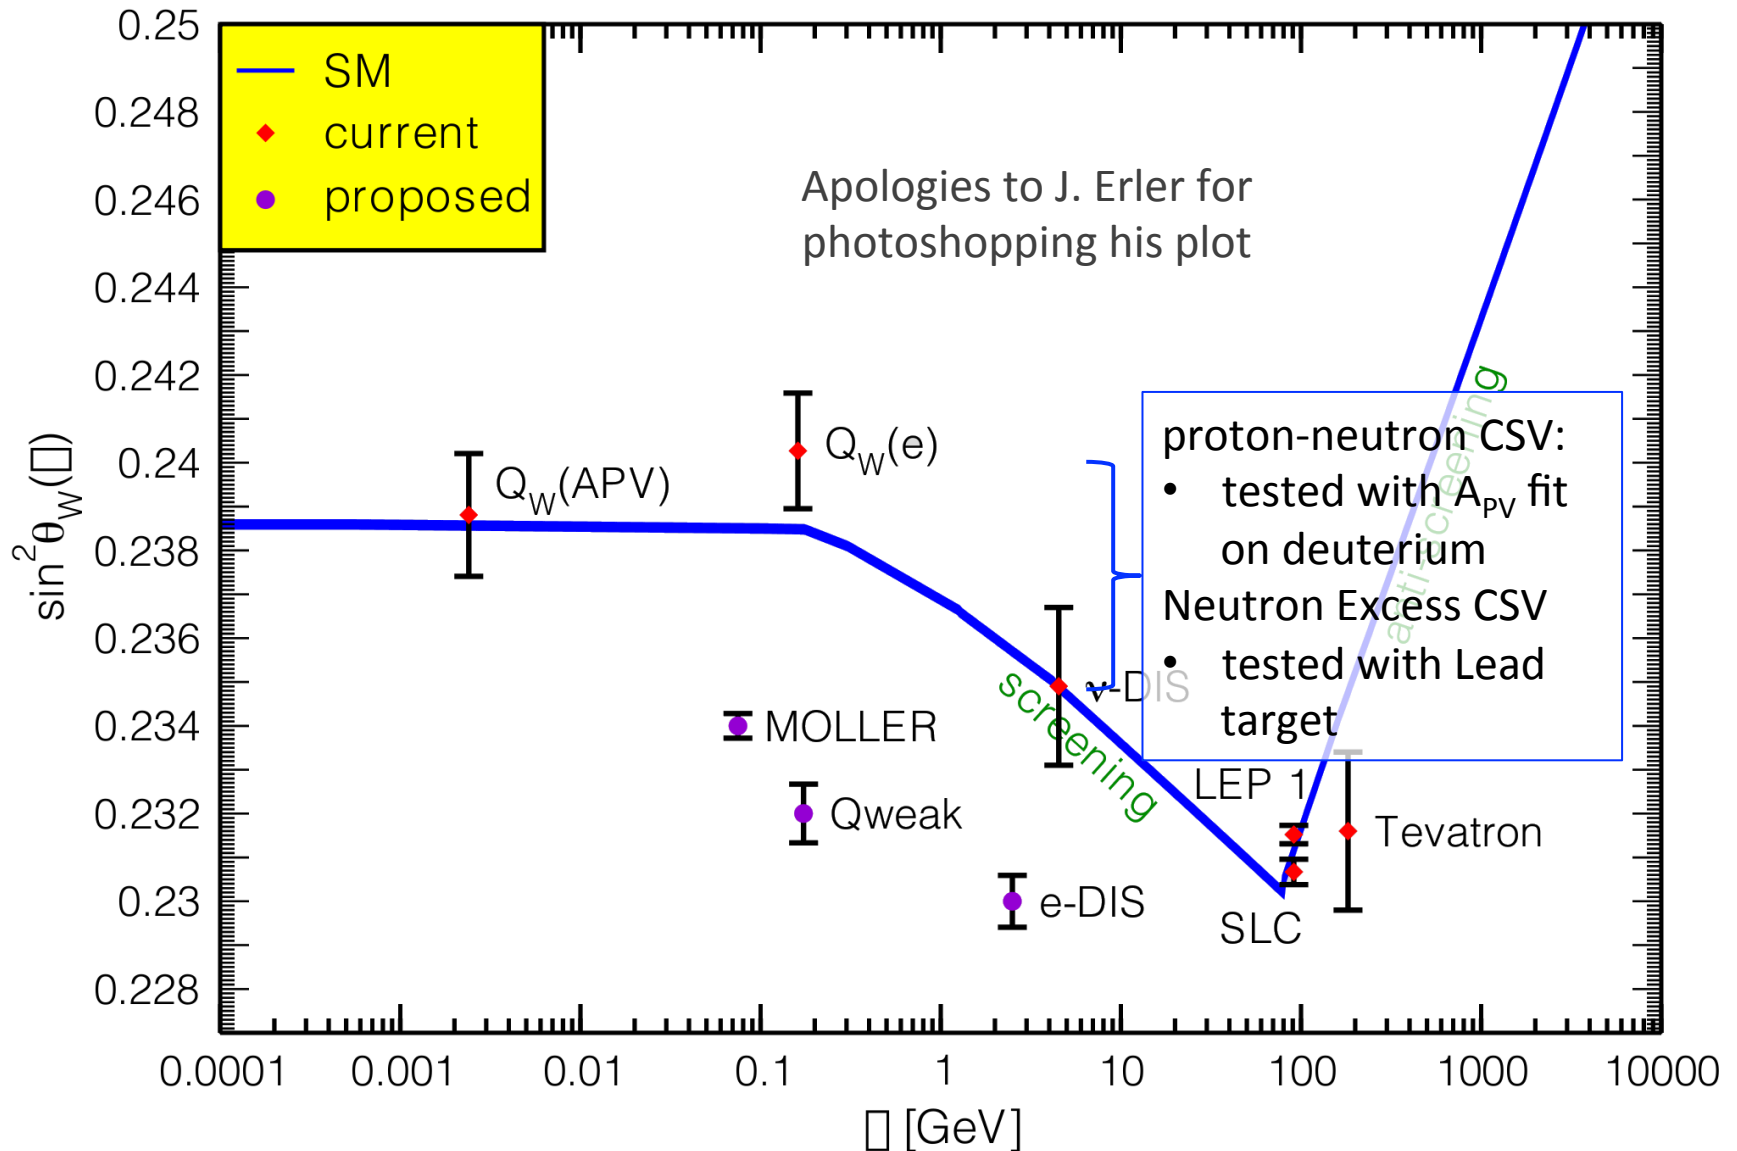 0.25
0.248
0.246
0.244
0.242
0.24
0.238
0.236
0.234
0.232
0.23
0.228
sin²θ_W(▯)
SM
current
proposed
Apologies to J. Erler for
photoshopping his plot
Q_W(APV)
Q_W(e)
proton-neutron CSV:
• tested with A_PV fit
on deuterium
Neutron Excess CSV
• tested with Lead
target
anti-screening
ν-DIS
screening
MOLLER
Qweak
e-DIS
LEP 1
SLC
Tevatron
0.0001 0.001 0.01 0.1 1 10 100 1000 10000
▯ [GeV]